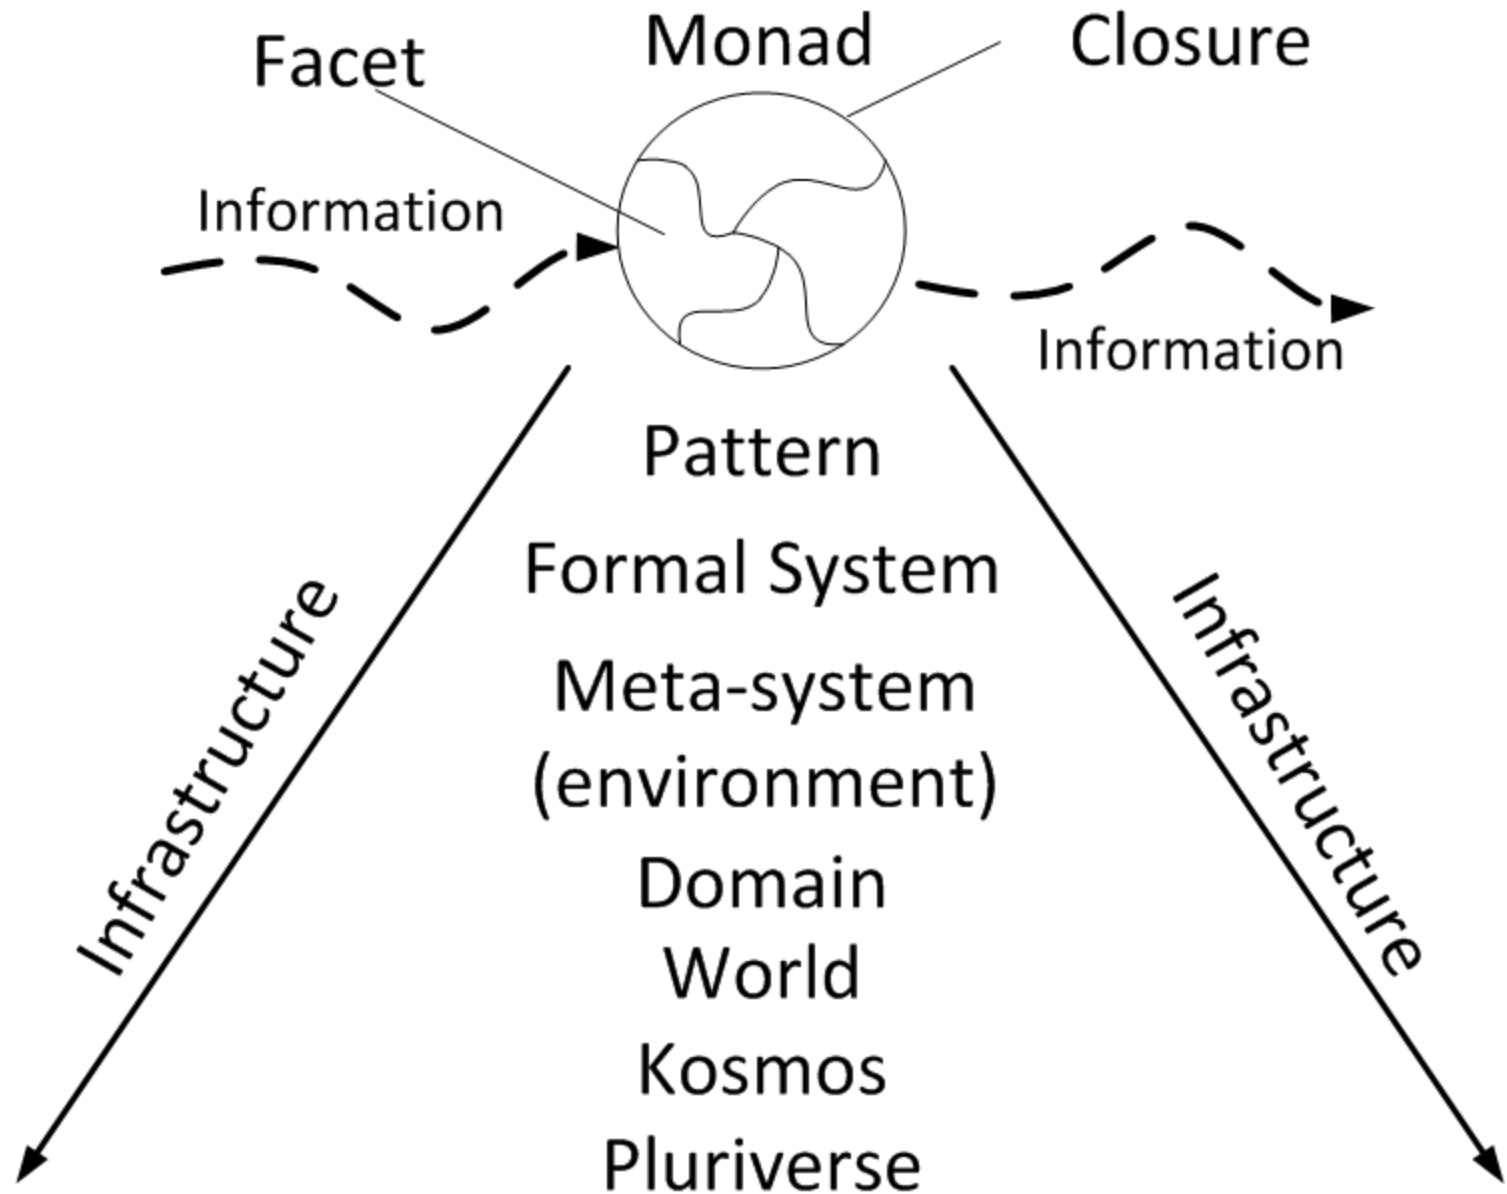 Facet
Monad
Closure
Information
Information
Pattern
Formal System
Meta-system
(environment)
Domain
World
Kosmos
Pluriverse
Infrastructure
Infrastructure